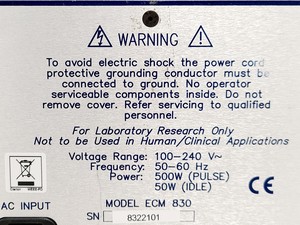 WARNING
To avoid electric shock the power cord
protective grounding conductor must be
connected to ground. No operator
serviceable components inside. Do not
remove cover. Refer servicing to qualified
personnel.
For Laboratory Research Only
Not to be Used in Human/Clinical Applications
Voltage Range: 100-240 V~
Frequency: 50-60 Hz
Power: 500W (PULSE)
50W (IDLE)
CE
AC INPUT
MODEL ECM 830
SN 8322101